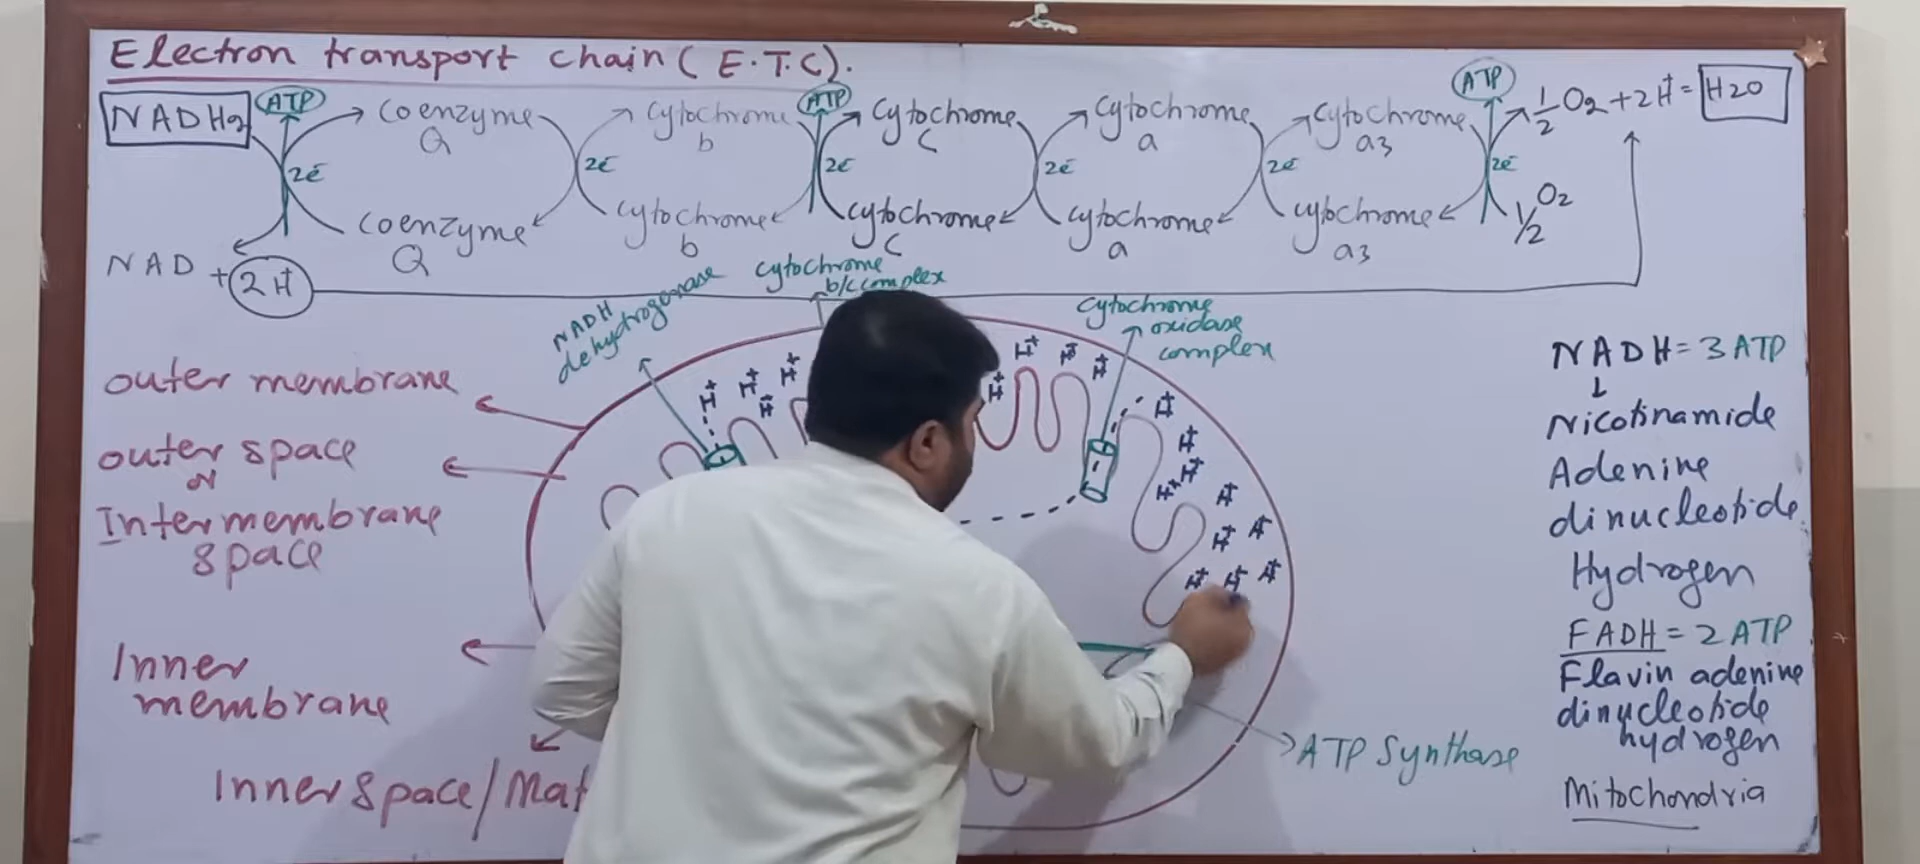 Electron transport chain (E.T.C).
NADH2 ATP Coenzyme Q Cytochrome b ATP Cytochrome C Cytochrome a Cytochrome a3 ATP 1/2 O2 + 2H+ = H2O
2e- 2e- 2e- 2e- 2e- 2e-
NAD + 2H+ Coenzyme Q Cytochrome b Cytochrome C Cytochrome a Cytochrome a3 1/2 O2
NADH
dehydrogenase
Cytochrome
b/c complex
Cytochrome
oxidase
complex
H+ H+ H+ H+ H+ H+ H+ H+
H+ H+ H+ H+ H+
H+ H+ H+ H+ H+ H+
outer membrane
outer space
or
Intermembrane
space
Inner
membrane
Inner space/Mat
ATP Synthase
NADH = 3 ATP
Nicotinamide
Adenine
dinucleotide
Hydrogen
FADH = 2 ATP
Flavin adenine
dinucleotide
hydrogen
Mitochondria